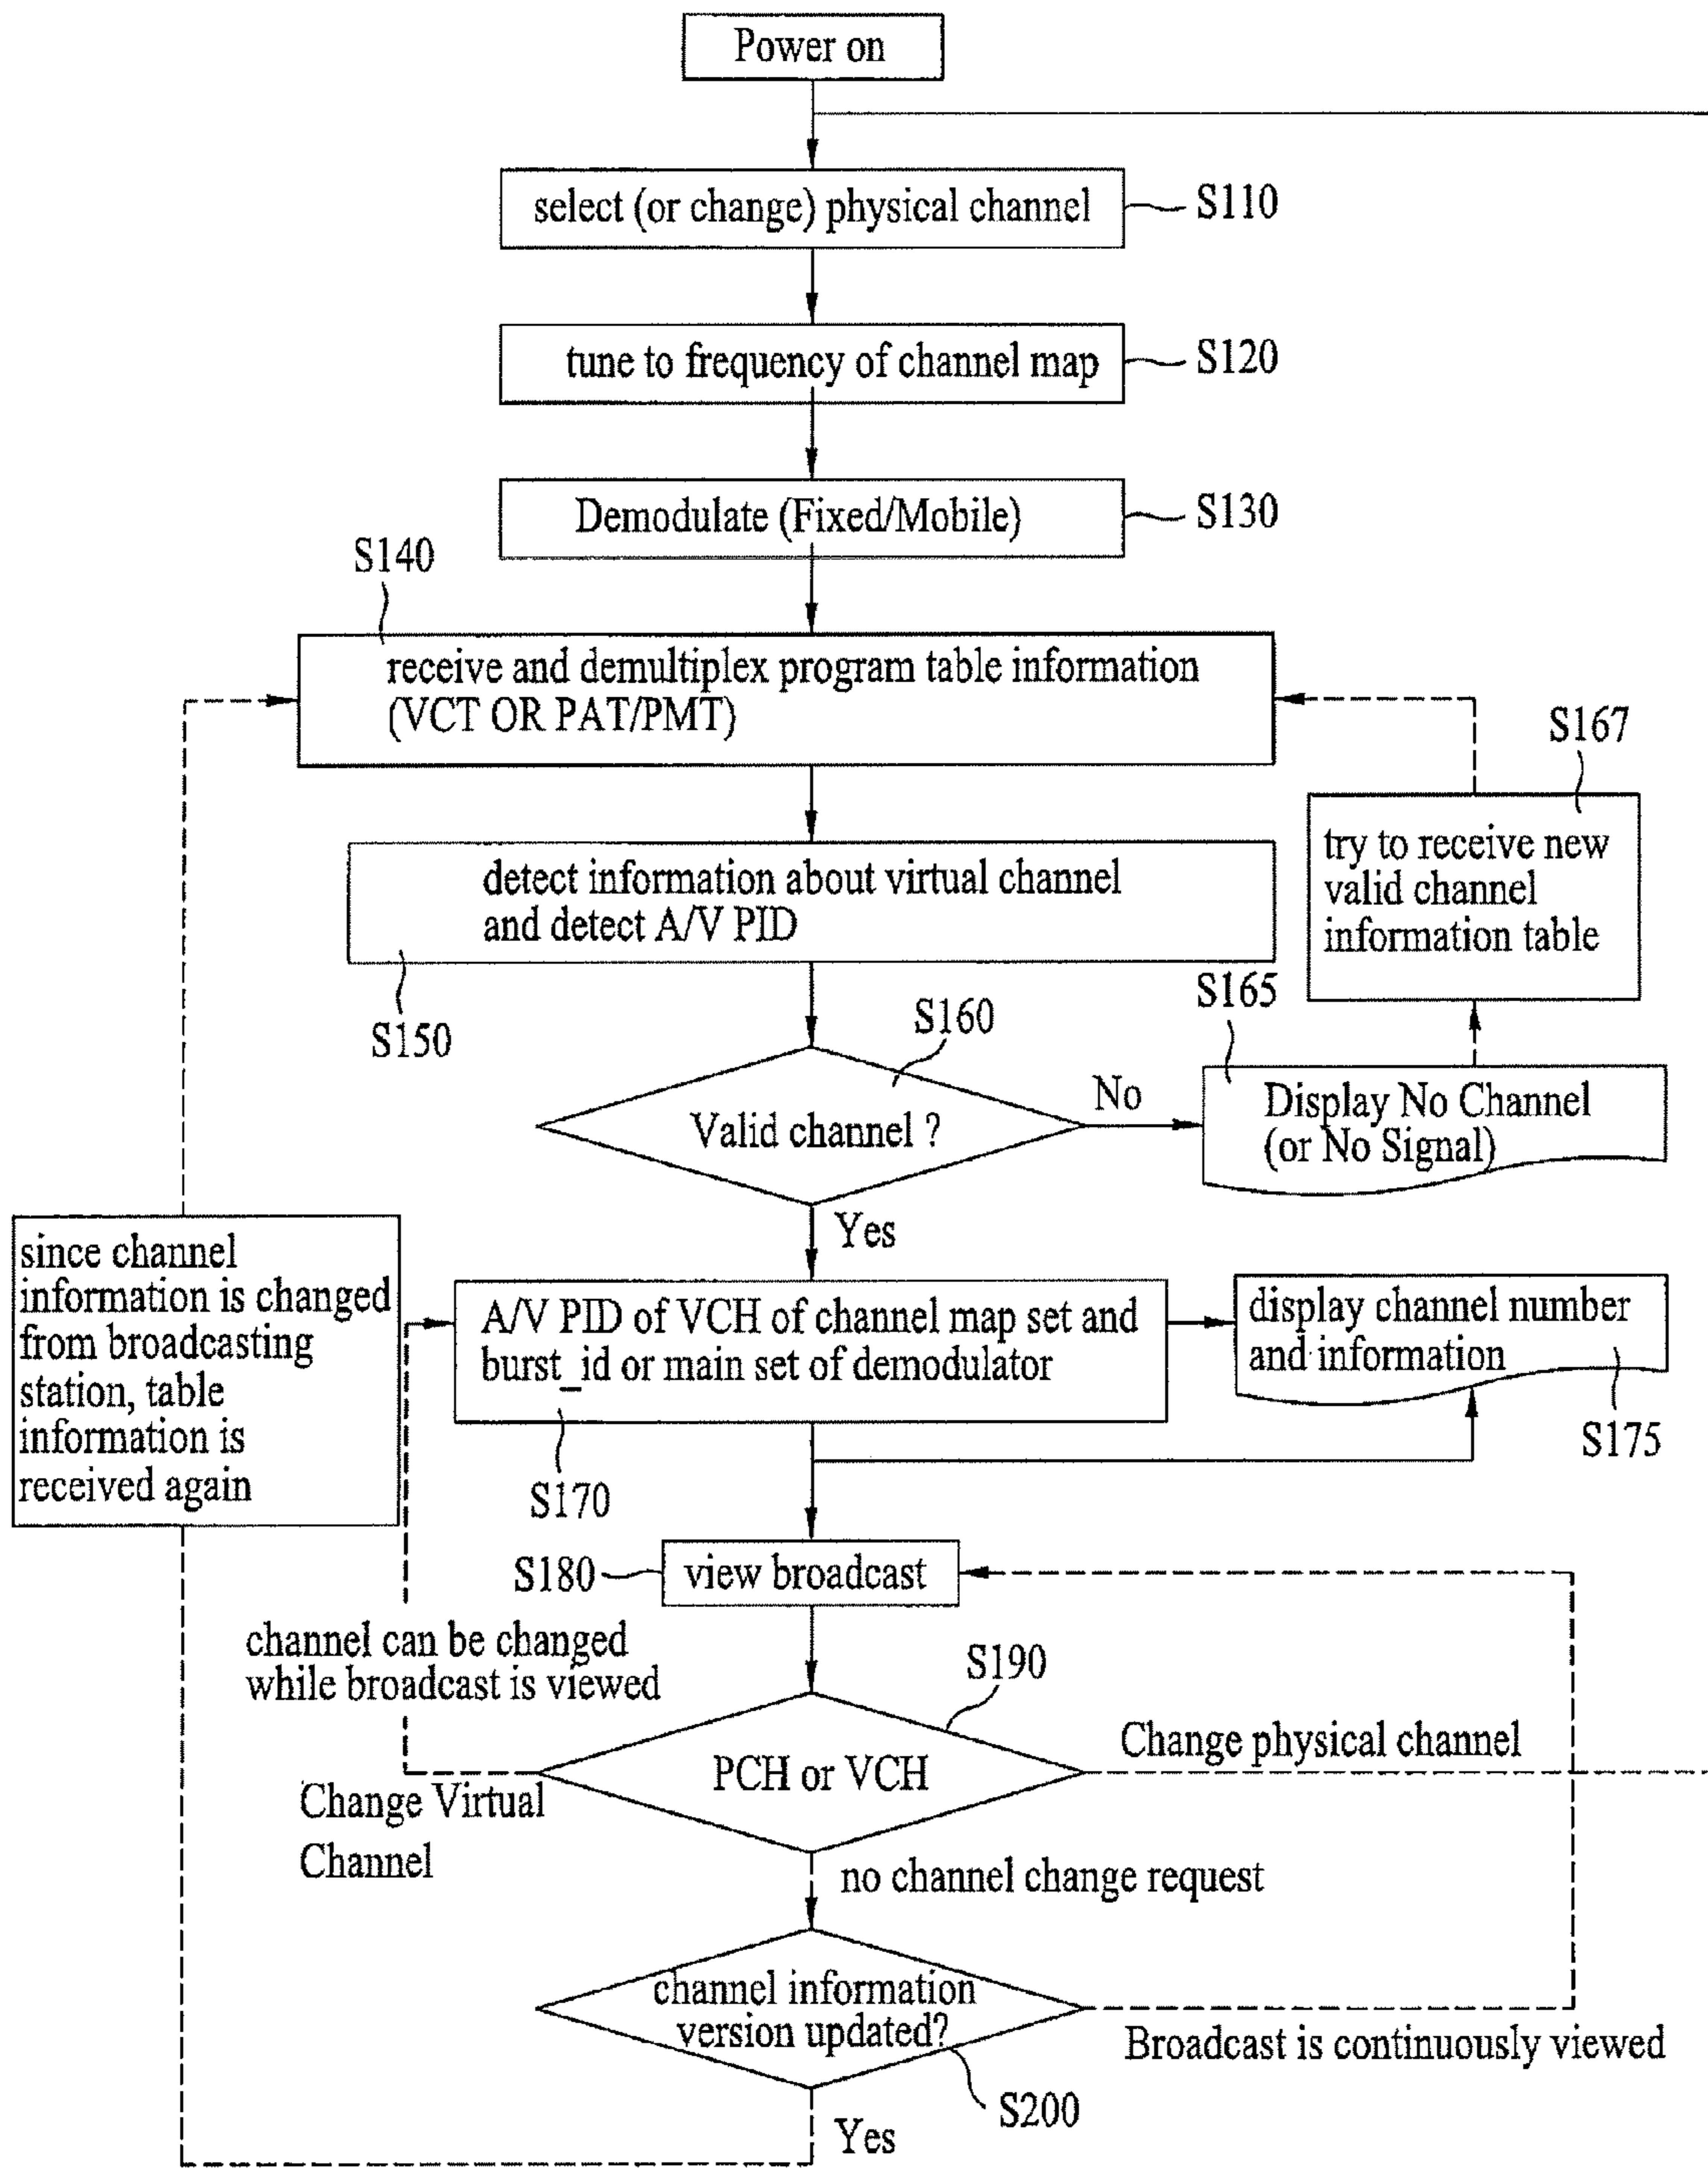 Power on
select (or change) physical channel
S110
tune to frequency of channel map
S120
Demodulate (Fixed/Mobile)
S130
S140
receive and demultiplex program table information
(VCT OR PAT/PMT)
S167
try to receive new
valid channel
information table
detect information about virtual channel
and detect A/V PID
S150
S160
S165
Valid channel ?
No
Display No Channel
(or No Signal)
Yes
since channel
information is changed
from broadcasting
station, table
information is
received again
A/V PID of VCH of channel map set and
burst_id or main set of demodulator
S170
display channel number
and information
S175
S180
view broadcast
channel can be changed
while broadcast is viewed
S190
PCH or VCH
Change physical channel
Change Virtual
Channel
no channel change request
channel information
version updated?
Broadcast is continuously viewed
S200
Yes